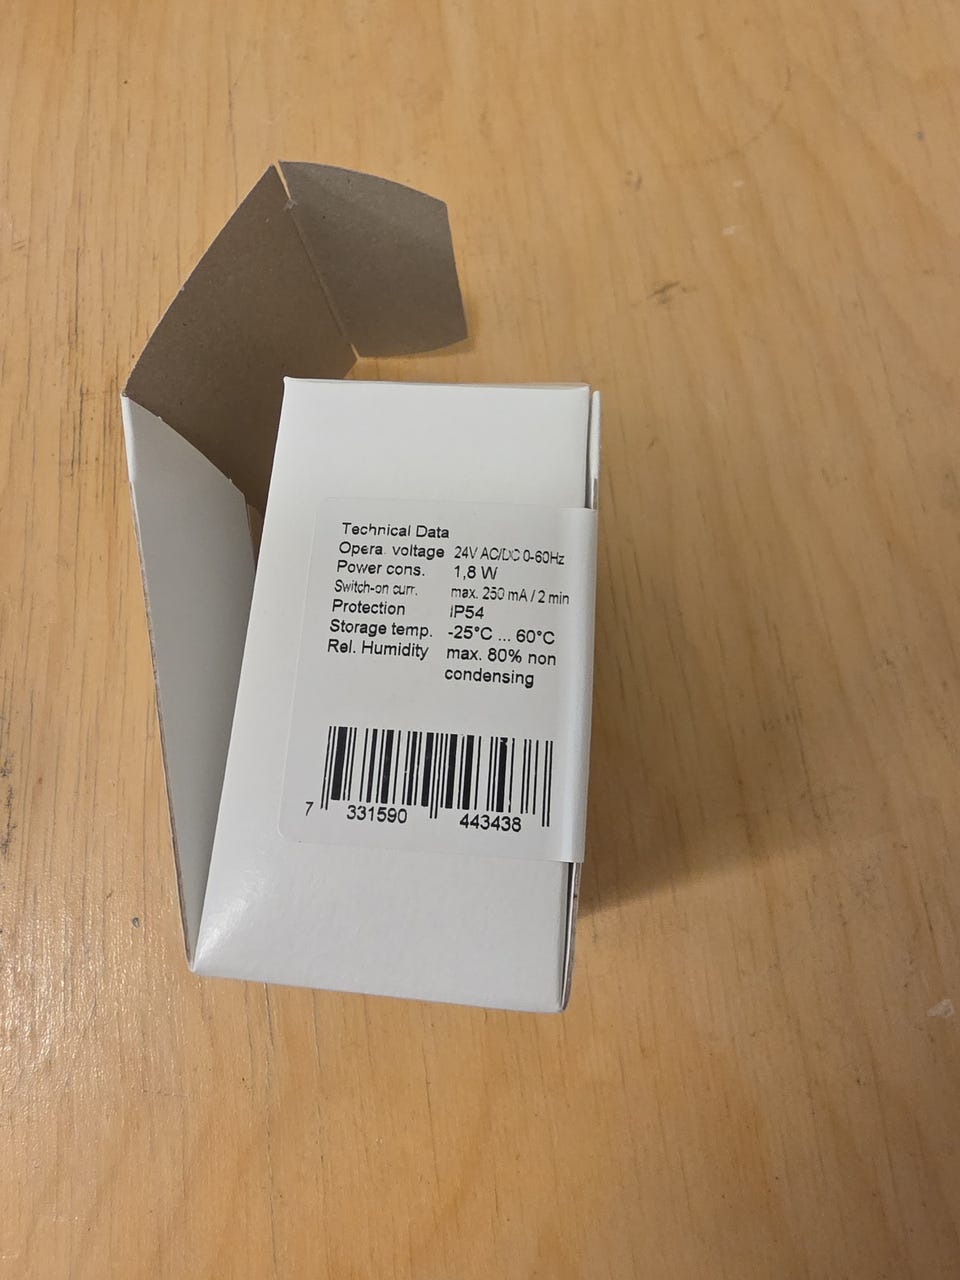 Technical Data
Opera. voltage 24V AC/DC 0-60Hz
Power cons. 1,8 W
Switch-on curr. max. 250 mA / 2 min
Protection IP54
Storage temp. -25°C ... 60°C
Rel. Humidity max. 80% non
condensing
7 331590 443438